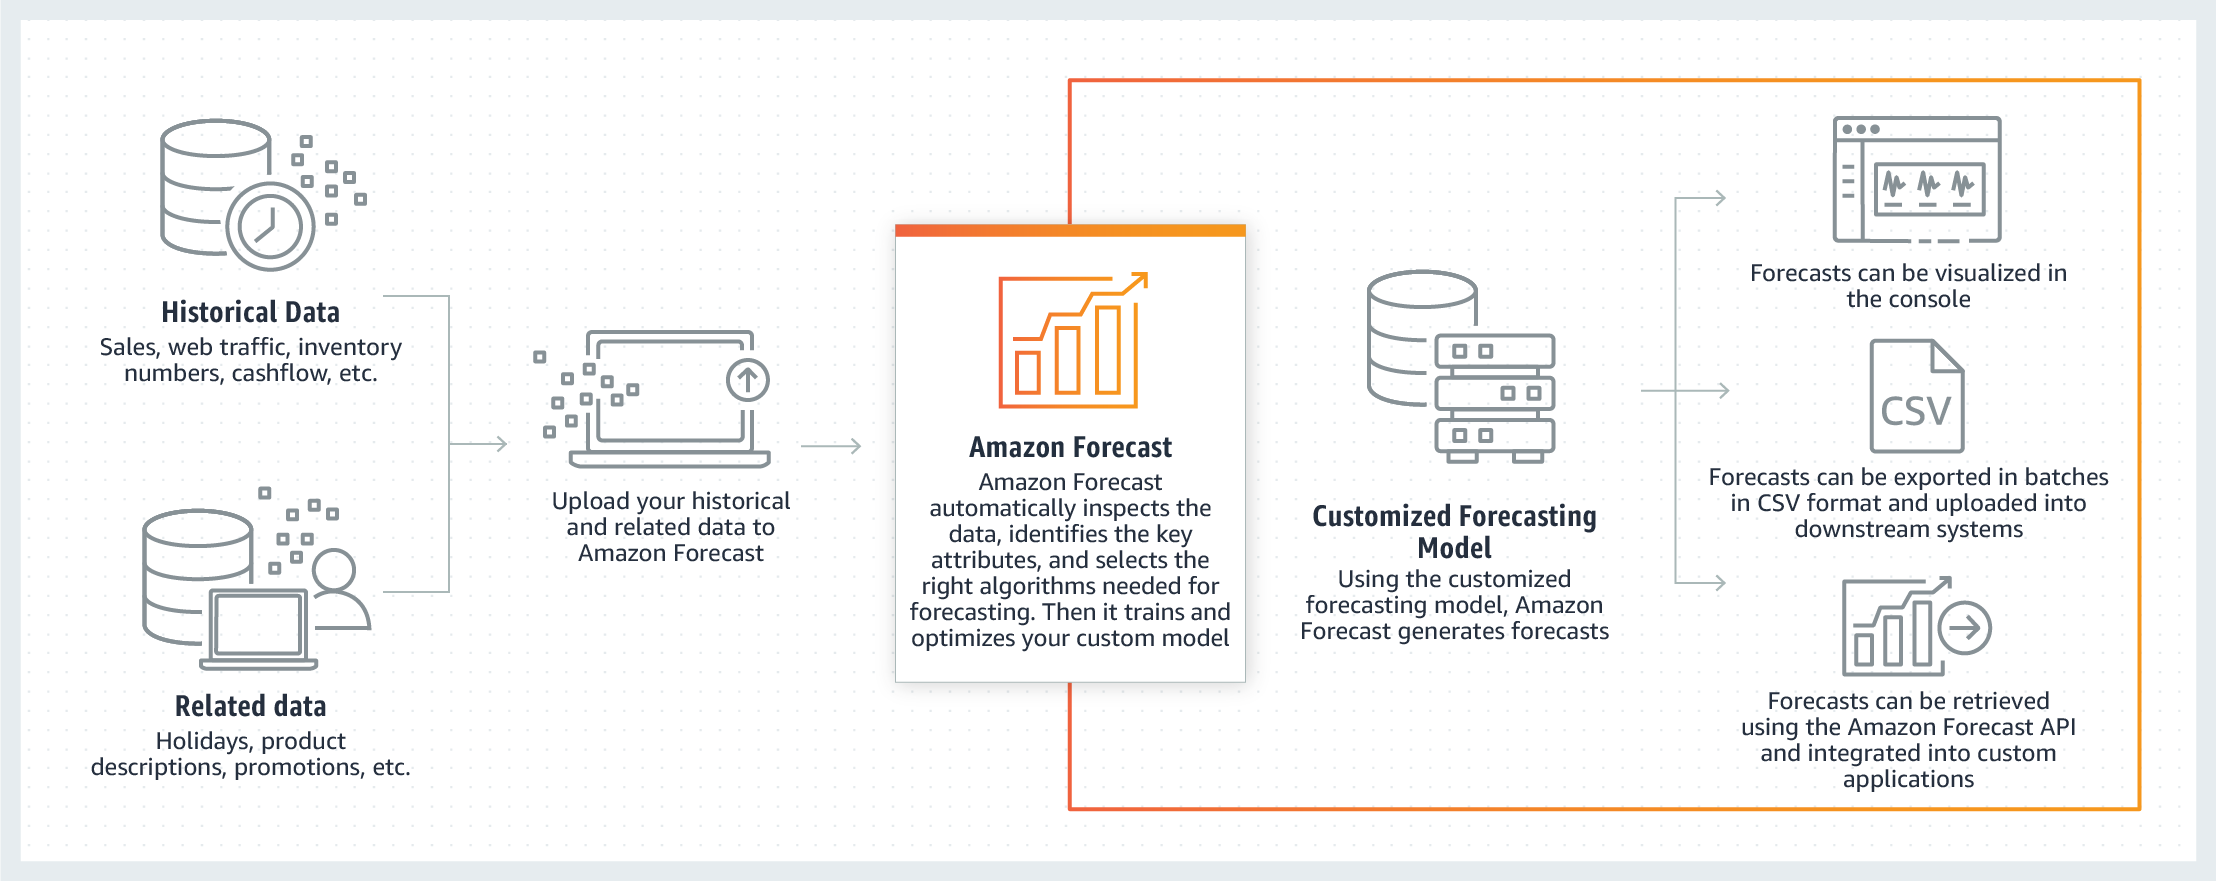 Historical Data
Sales, web traffic, inventory
numbers, cashflow, etc.
Related data
Holidays, product
descriptions, promotions, etc.
Upload your historical
and related data to
Amazon Forecast
Amazon Forecast
Amazon Forecast
automatically inspects the
data, identifies the key
attributes, and selects the
right algorithms needed for
forecasting. Then it trains and
optimizes your custom model
Customized Forecasting
Model
Using the customized
forecasting model, Amazon
Forecast generates forecasts
Forecasts can be visualized in
the console
CSV
Forecasts can be exported in batches
in CSV format and uploaded into
downstream systems
Forecasts can be retrieved
using the Amazon Forecast API
and integrated into custom
applications